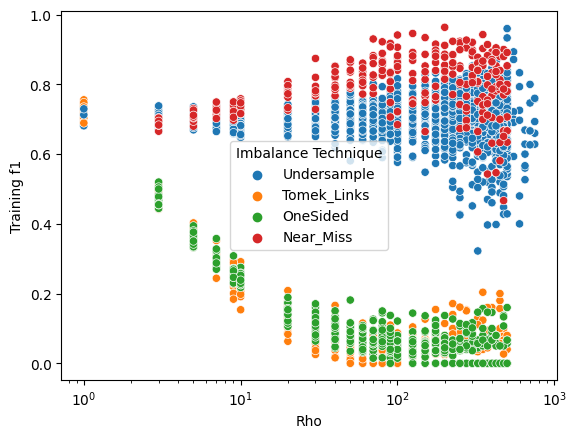 1.0
0.8
0.6
0.4
0.2
0.0
Training f1
Imbalance Technique
Undersample
Tomek_Links
OneSided
Near_Miss
10⁰
10¹
10²
10³
Rho